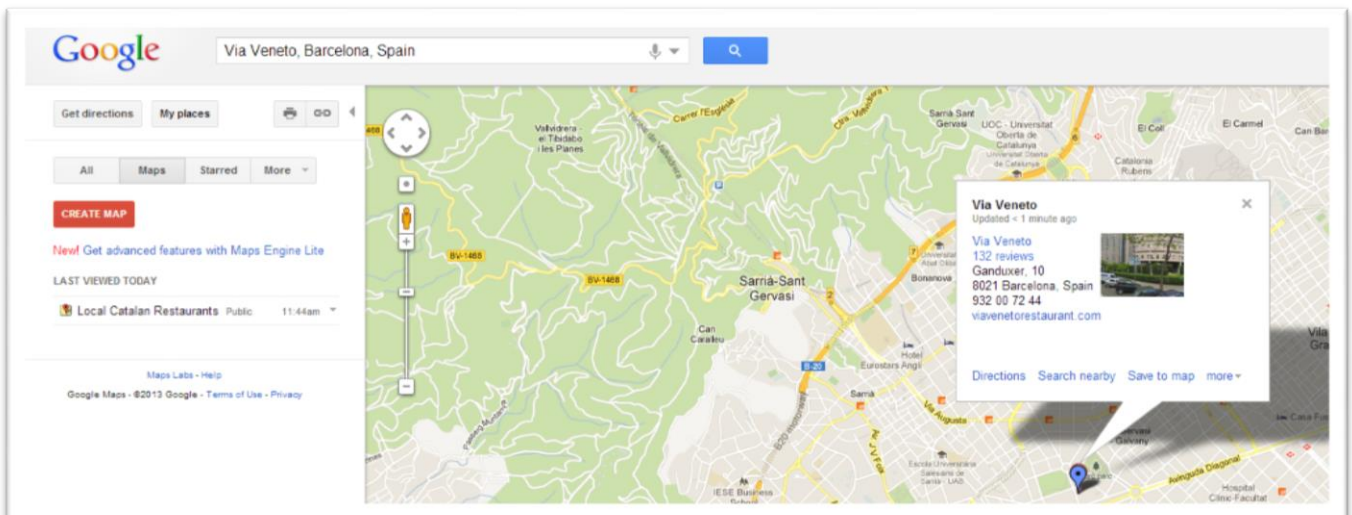 Google
Via Veneto, Barcelona, Spain
Get directions
My places
All
Maps
Starred
More
CREATE MAP
New! Get advanced features with Maps Engine Lite
LAST VIEWED TODAY
Local Catalan Restaurants Public 11:44am
Maps Labs - Help
Google Maps - ©2013 Google - Terms of Use - Privacy
Vallvidrera -
el Tibidabo
i les Planes
Sarrià Sant
Gervasi
UOC - Universitat
Oberta de
Catalunya
El Coll
El Carmel
Catalonia
Rubens
BV-1468
BV-1468
Sarrià-Sant
Gervasi
Bonanova
Can
Caralleu
Hotel
Eurostars Angli
B-20
Sarrià
Via Augusta
B20 motorway
IESE Business
Avinguda Diagonal
Hospital
Clínic-Facultat
Via Veneto
Updated < 1 minute ago
Via Veneto
132 reviews
Ganduxer, 10
8021 Barcelona, Spain
932 00 72 44
viavenetorestaurant.com
Directions
Search nearby
Save to map
more